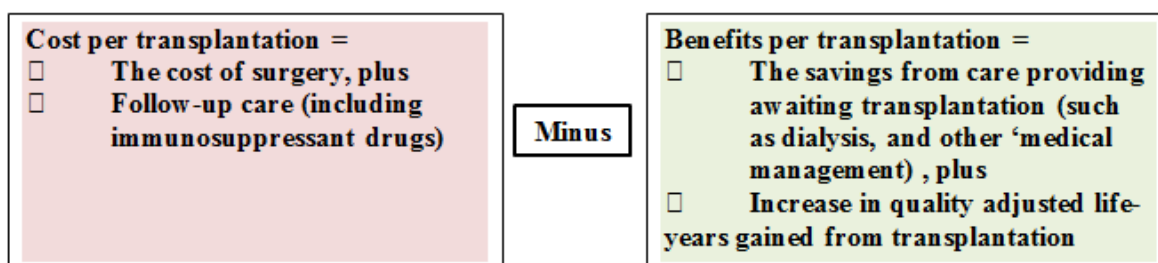 Cost per transplantation =
□ The cost of surgery, plus
□ Follow-up care (including
immunosuppressant drugs)
Minus
Benefits per transplantation =
□ The savings from care providing
awaiting transplantation (such
as dialysis, and other ‘medical
management) , plus
□ Increase in quality adjusted life-
years gained from transplantation